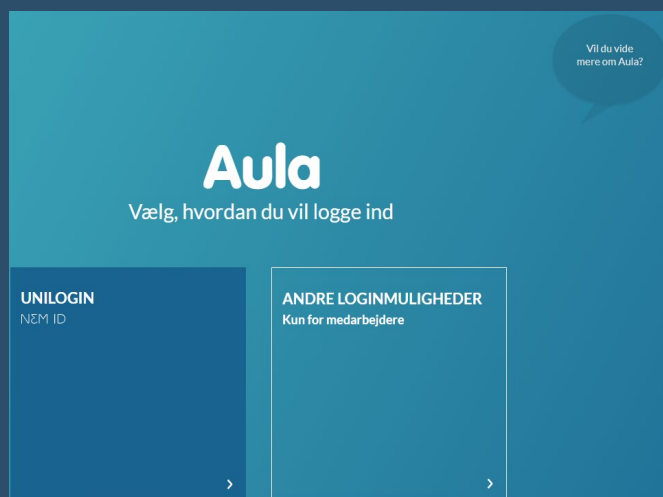 Vil du vide
mere om Aula?
Aula
Vælg, hvordan du vil logge ind
UNILOGIN
NEM ID
ANDRE LOGINMULIGHEDER
Kun for medarbejdere